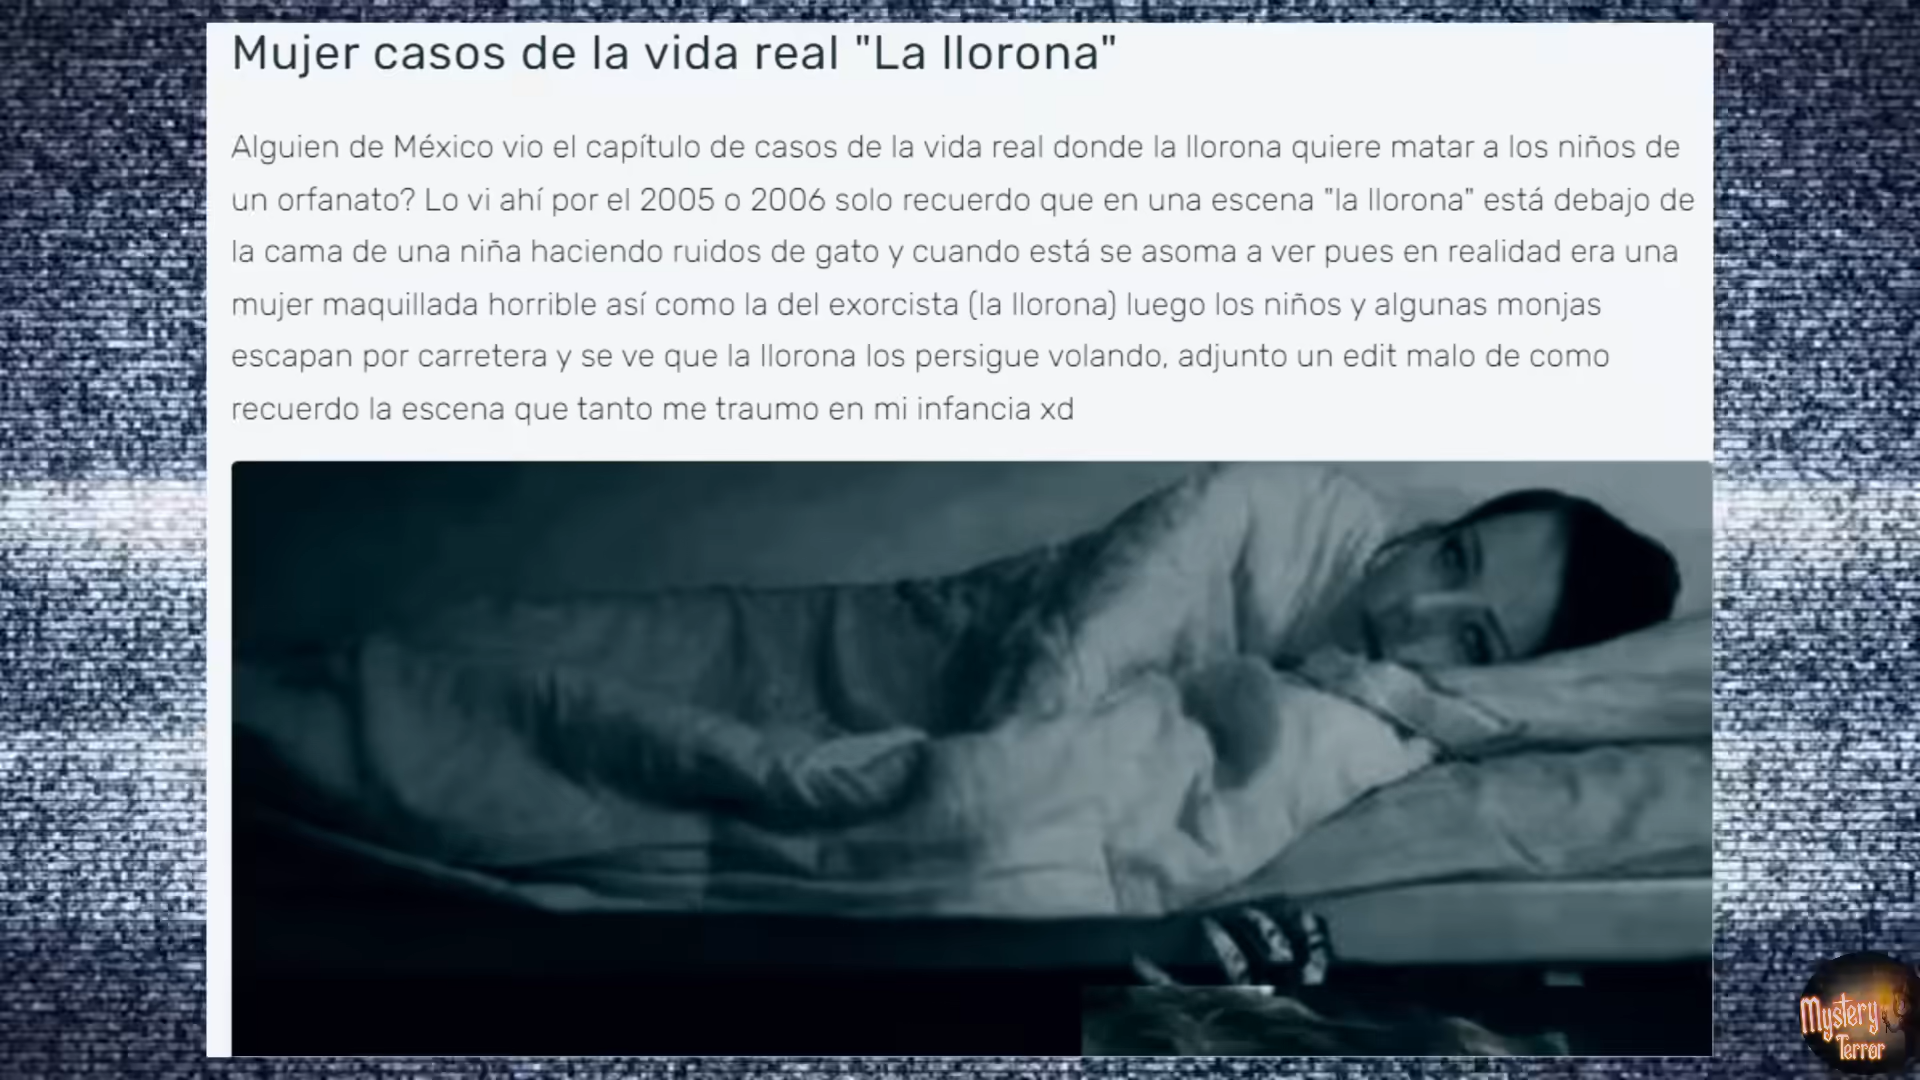 Mujer casos de la vida real "La llorona"
Alguien de México vio el capítulo de casos de la vida real donde la llorona quiere matar a los niños de
un orfanato? Lo vi ahí por el 2005 o 2006 solo recuerdo que en una escena "la llorona" está debajo de
la cama de una niña haciendo ruidos de gato y cuando está se asoma a ver pues en realidad era una
mujer maquillada horrible así como la del exorcista (la llorona) luego los niños y algunas monjas
escapan por carretera y se ve que la llorona los persigue volando, adjunto un edit malo de como
recuerdo la escena que tanto me traumo en mi infancia xd
Mystery
Terror